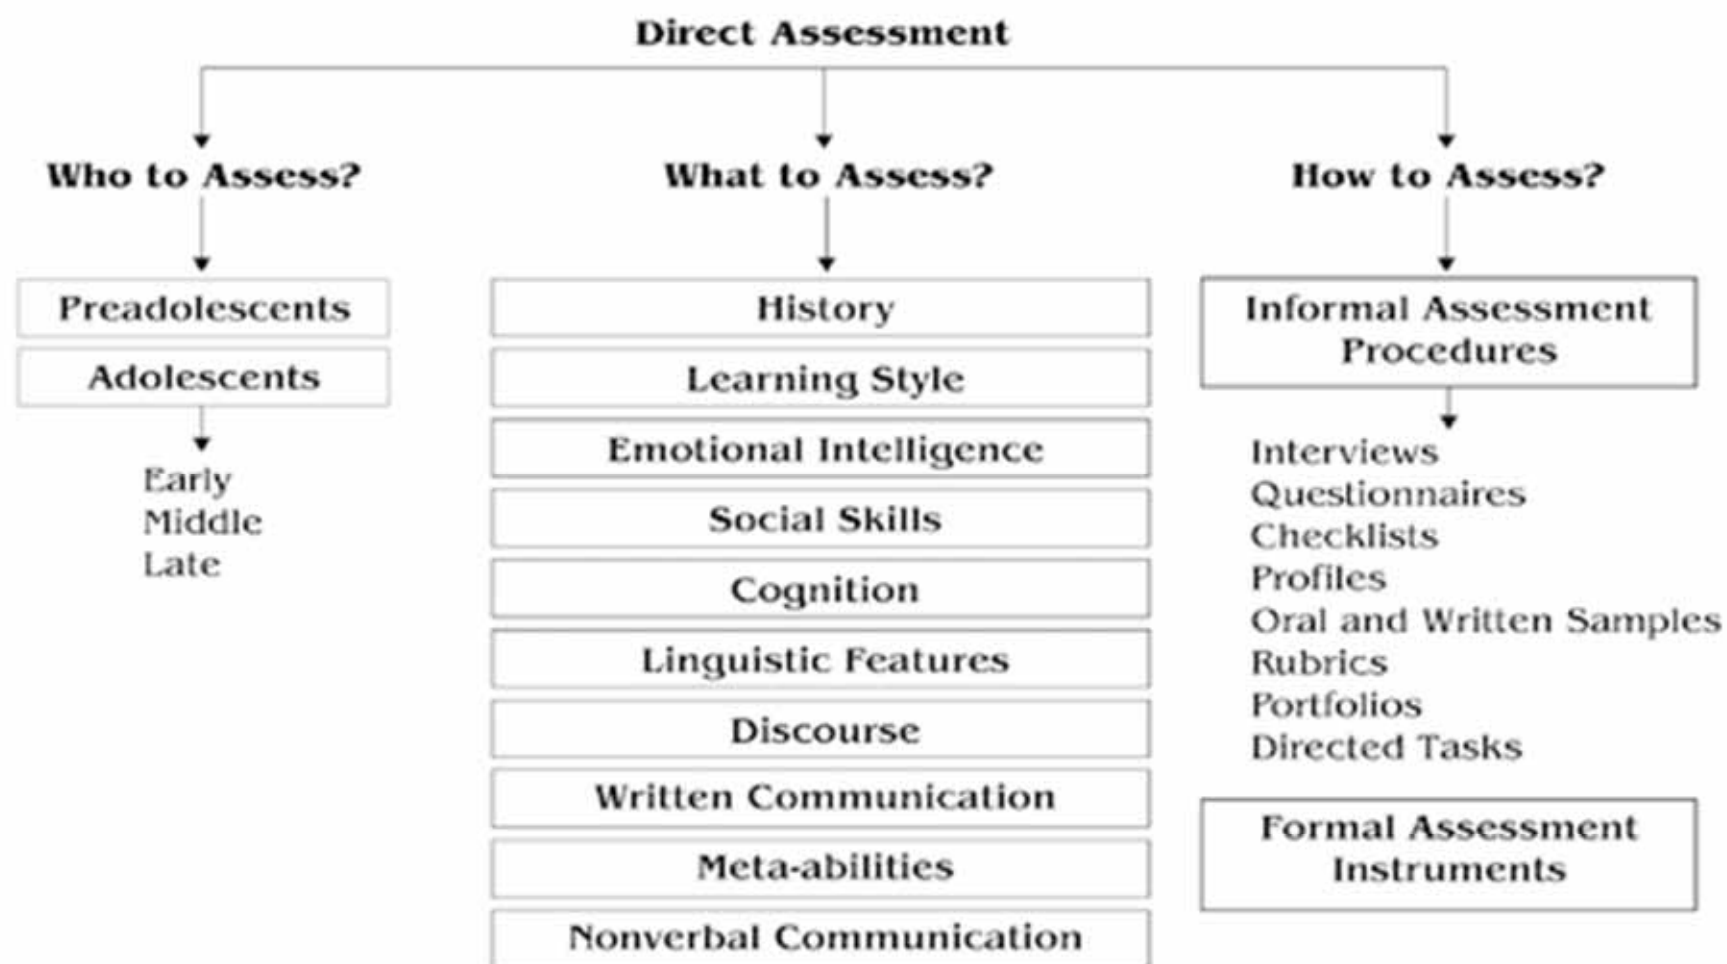 Direct Assessment
Who to Assess?
Preadolescents
Adolescents
Early
Middle
Late
What to Assess?
History
Learning Style
Emotional Intelligence
Social Skills
Cognition
Linguistic Features
Discourse
Written Communication
Meta-abilities
Nonverbal Communication
How to Assess?
Informal Assessment
Procedures
Interviews
Questionnaires
Checklists
Profiles
Oral and Written Samples
Rubrics
Portfolios
Directed Tasks
Formal Assessment
Instruments